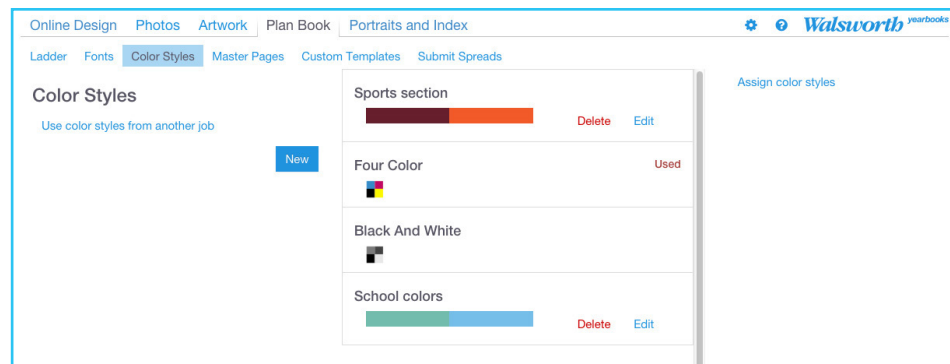 Online Design Photos Artwork Plan Book Portraits and Index Walsworth yearbooks
Ladder Fonts Color Styles Master Pages Custom Templates Submit Spreads
Color Styles
Use color styles from another job
New
Sports section
Delete Edit
Four Color Used
Black And White
School colors
Delete Edit
Assign color styles